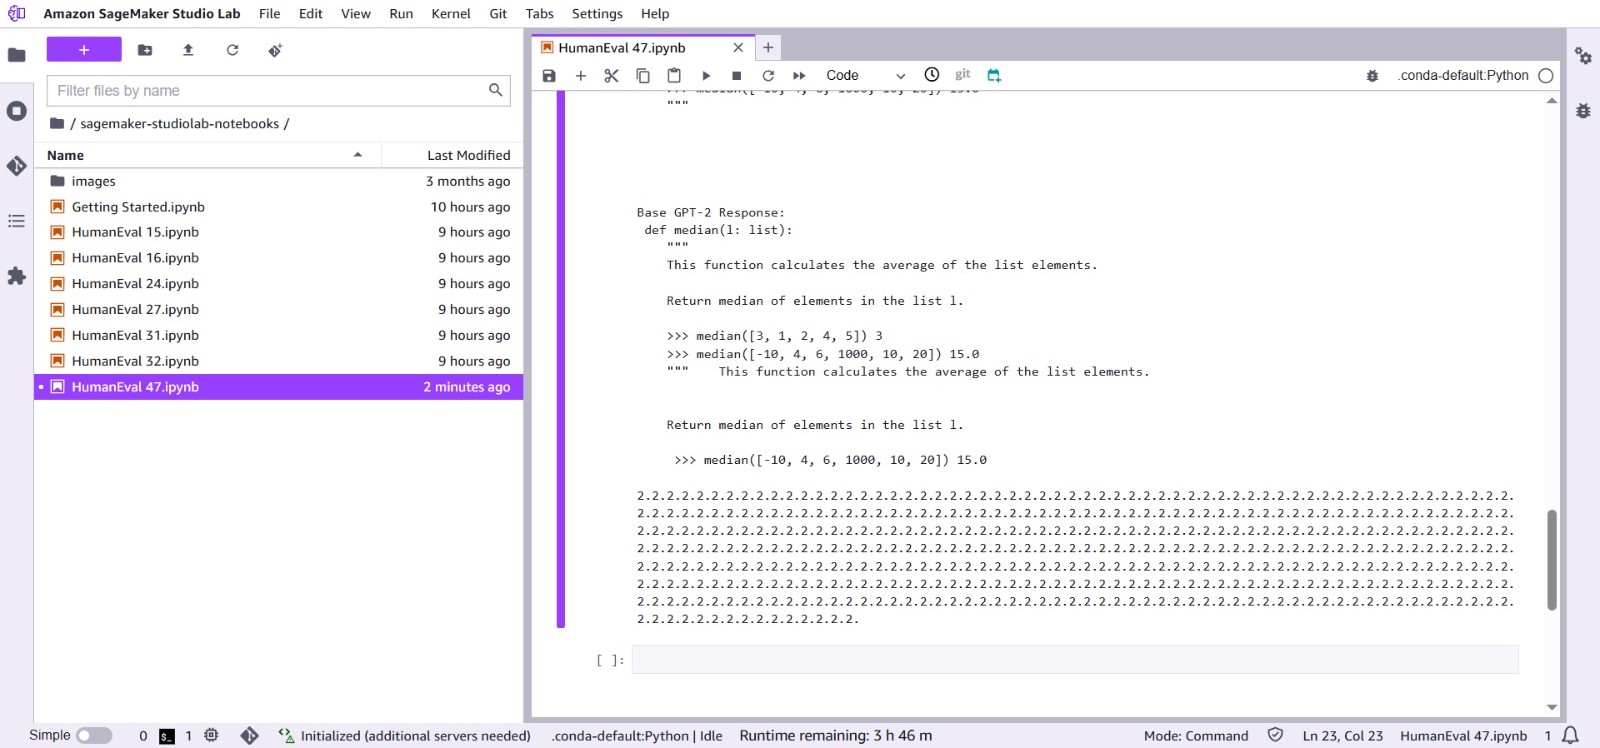 Amazon SageMaker Studio Lab File Edit View Run Kernel Git Tabs Settings Help
+
Filter files by name
/ sagemaker-studiolab-notebooks /
Name Last Modified
images 3 months ago
Getting Started.ipynb 10 hours ago
HumanEval 15.ipynb 9 hours ago
HumanEval 16.ipynb 9 hours ago
HumanEval 24.ipynb 9 hours ago
HumanEval 27.ipynb 9 hours ago
HumanEval 31.ipynb 9 hours ago
HumanEval 32.ipynb 9 hours ago
HumanEval 47.ipynb 2 minutes ago
HumanEval 47.ipynb
Code git .conda-default:Python
"""
Base GPT-2 Response:
def median(l: list):
"""
This function calculates the average of the list elements.
Return median of elements in the list l.
>>> median([3, 1, 2, 4, 5]) 3
>>> median([-10, 4, 6, 1000, 10, 20]) 15.0
""" This function calculates the average of the list elements.
Return median of elements in the list l.
>>> median([-10, 4, 6, 1000, 10, 20]) 15.0
2.2.2.2.2.2.2.2.2.2.2.2.2.2.2.2.2.2.2.2.2.2.2.2.2.2.2.2.2.2.2.2.2.2.2.2.2.2.2.2.2.2.2.2.2.2.2.2.2.2.2.2.2.2.2.2.2.2.2.
2.2.2.2.2.2.2.2.2.2.2.2.2.2.2.2.2.2.2.2.2.2.2.2.2.2.2.2.2.2.2.2.2.2.2.2.2.2.2.2.2.2.2.2.2.2.2.2.2.2.2.2.2.2.2.2.2.2.2.
2.2.2.2.2.2.2.2.2.2.2.2.2.2.2.2.2.2.2.2.2.2.2.2.2.2.2.2.2.2.2.2.2.2.2.2.2.2.2.2.2.2.2.2.2.2.2.2.2.2.2.2.2.2.2.2.2.2.2.
2.2.2.2.2.2.2.2.2.2.2.2.2.2.2.2.2.2.2.2.2.2.2.2.2.2.2.2.2.2.2.2.2.2.2.2.2.2.2.2.2.2.2.2.2.2.2.2.2.2.2.2.2.2.2.2.2.2.2.
2.2.2.2.2.2.2.2.2.2.2.2.2.2.2.2.2.2.2.2.2.2.2.2.2.2.2.2.2.2.2.2.2.2.2.2.2.2.2.2.2.2.2.2.2.2.2.2.2.2.2.2.2.2.2.2.2.2.2.
2.2.2.2.2.2.2.2.2.2.2.2.2.2.2.2.2.2.2.2.2.2.2.2.2.2.2.2.2.2.2.2.2.2.2.2.2.2.2.2.2.2.2.2.2.2.2.2.2.2.2.2.2.2.2.2.2.2.2.
2.2.2.2.2.2.2.2.2.2.2.2.2.2.2.2.2.2.2.2.2.2.2.2.2.2.2.2.2.2.2.2.2.2.2.2.2.2.2.2.2.2.2.2.2.2.2.2.2.2.2.2.2.2.2.2.2.2.2.
2.2.2.2.2.2.2.2.2.2.2.2.2.2.2.
[ ]:
Simple 0 $_ 1 Initialized (additional servers needed) .conda-default:Python | Idle Runtime remaining: 3 h 46 m Mode: Command Ln 23, Col 23 HumanEval 47.ipynb 1